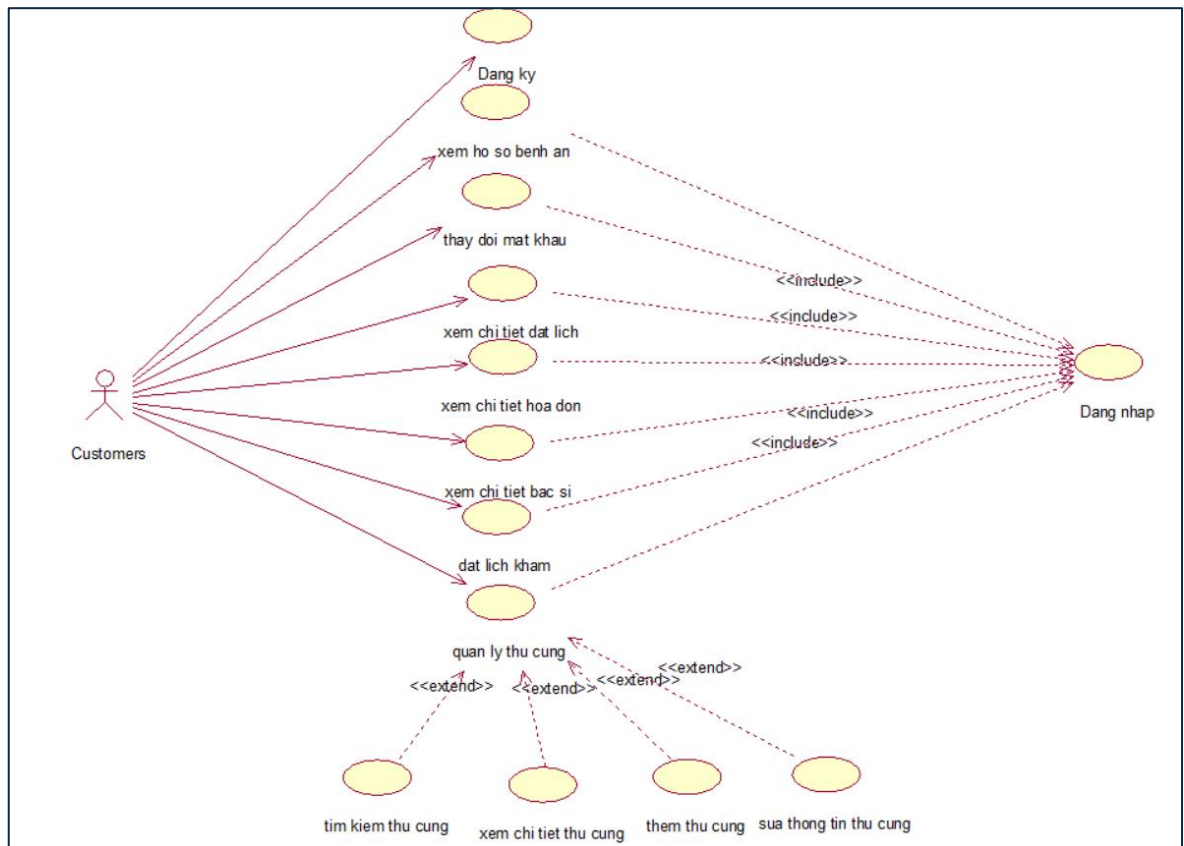 Dang ky
xem ho so benh an
thay doi mat khau
<<include>>
<<include>>
xem chi tiet dat lich
<<include>>
xem chi tiet hoa don
<<include>>
Dang nhap
<<include>>
Customers
xem chi tiet bac si
dat lich kham
quan ly thu cung
<<extend>>
<<extend>>
<<extend>>
<<extend>>
tim kiem thu cung
xem chi tiet thu cung
them thu cung
sua thong tin thu cung